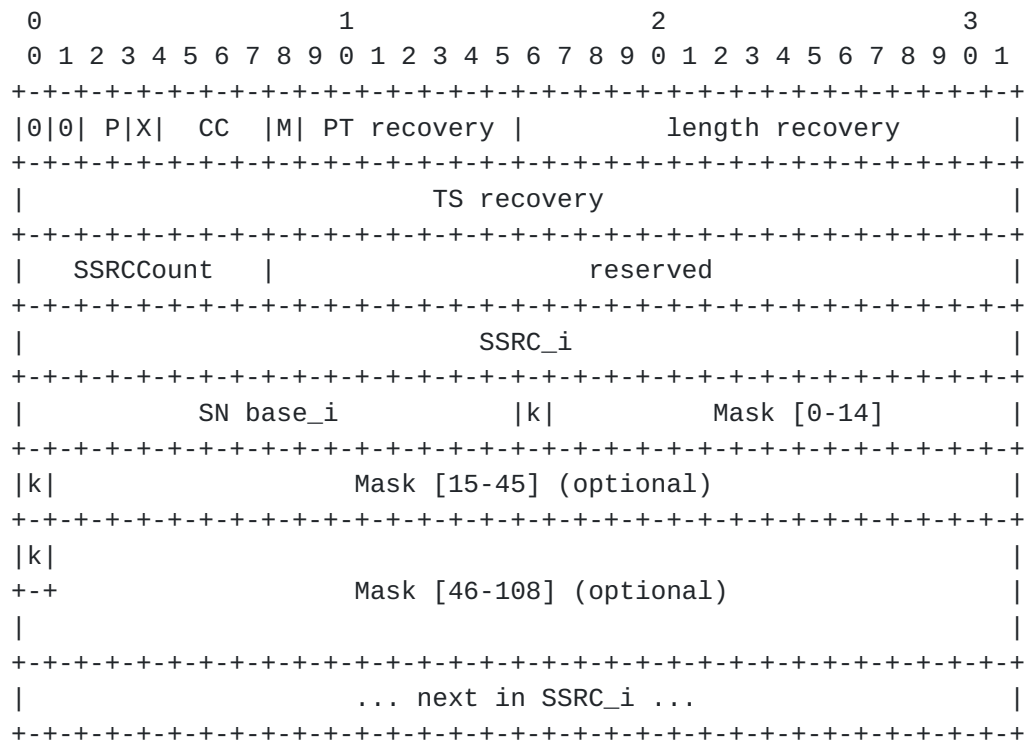 0                   1                   2                   3
 0 1 2 3 4 5 6 7 8 9 0 1 2 3 4 5 6 7 8 9 0 1 2 3 4 5 6 7 8 9 0 1
+-+-+-+-+-+-+-+-+-+-+-+-+-+-+-+-+-+-+-+-+-+-+-+-+-+-+-+-+-+-+-+-+
|0|0| P|X|  CC  |M| PT recovery |         length recovery       |
+-+-+-+-+-+-+-+-+-+-+-+-+-+-+-+-+-+-+-+-+-+-+-+-+-+-+-+-+-+-+-+-+
|                          TS recovery                          |
+-+-+-+-+-+-+-+-+-+-+-+-+-+-+-+-+-+-+-+-+-+-+-+-+-+-+-+-+-+-+-+-+
|   SSRCCount   |                    reserved                   |
+-+-+-+-+-+-+-+-+-+-+-+-+-+-+-+-+-+-+-+-+-+-+-+-+-+-+-+-+-+-+-+-+
|                             SSRC_i                            |
+-+-+-+-+-+-+-+-+-+-+-+-+-+-+-+-+-+-+-+-+-+-+-+-+-+-+-+-+-+-+-+-+
|           SN base_i           |k|          Mask [0-14]        |
+-+-+-+-+-+-+-+-+-+-+-+-+-+-+-+-+-+-+-+-+-+-+-+-+-+-+-+-+-+-+-+-+
|k|                   Mask [15-45] (optional)                   |
+-+-+-+-+-+-+-+-+-+-+-+-+-+-+-+-+-+-+-+-+-+-+-+-+-+-+-+-+-+-+-+-+
|k|                                                             |
+-+                   Mask [46-108] (optional)                  |
|                                                               |
+-+-+-+-+-+-+-+-+-+-+-+-+-+-+-+-+-+-+-+-+-+-+-+-+-+-+-+-+-+-+-+-+
|                     ... next in SSRC_i ...                    |
+-+-+-+-+-+-+-+-+-+-+-+-+-+-+-+-+-+-+-+-+-+-+-+-+-+-+-+-+-+-+-+-+